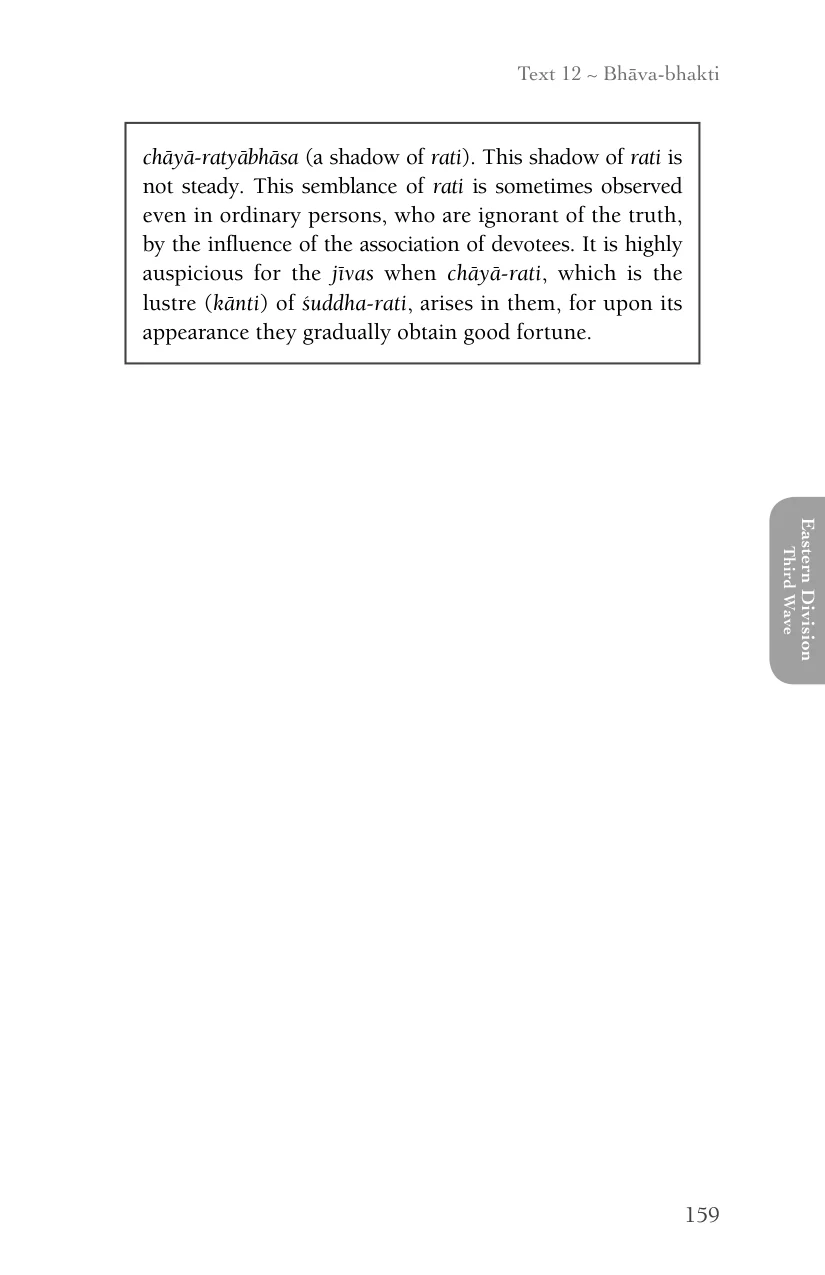 Text 12 ~ Bhāva-bhakti
chāyā-ratyābhāsa (a shadow of rati). This shadow of rati is
not steady. This semblance of rati is sometimes observed
even in ordinary persons, who are ignorant of the truth,
by the influence of the association of devotees. It is highly
auspicious for the jīvas when chāyā-rati, which is the
lustre (kānti) of śuddha-rati, arises in them, for upon its
appearance they gradually obtain good fortune.
Eastern Division
Third Wave
159